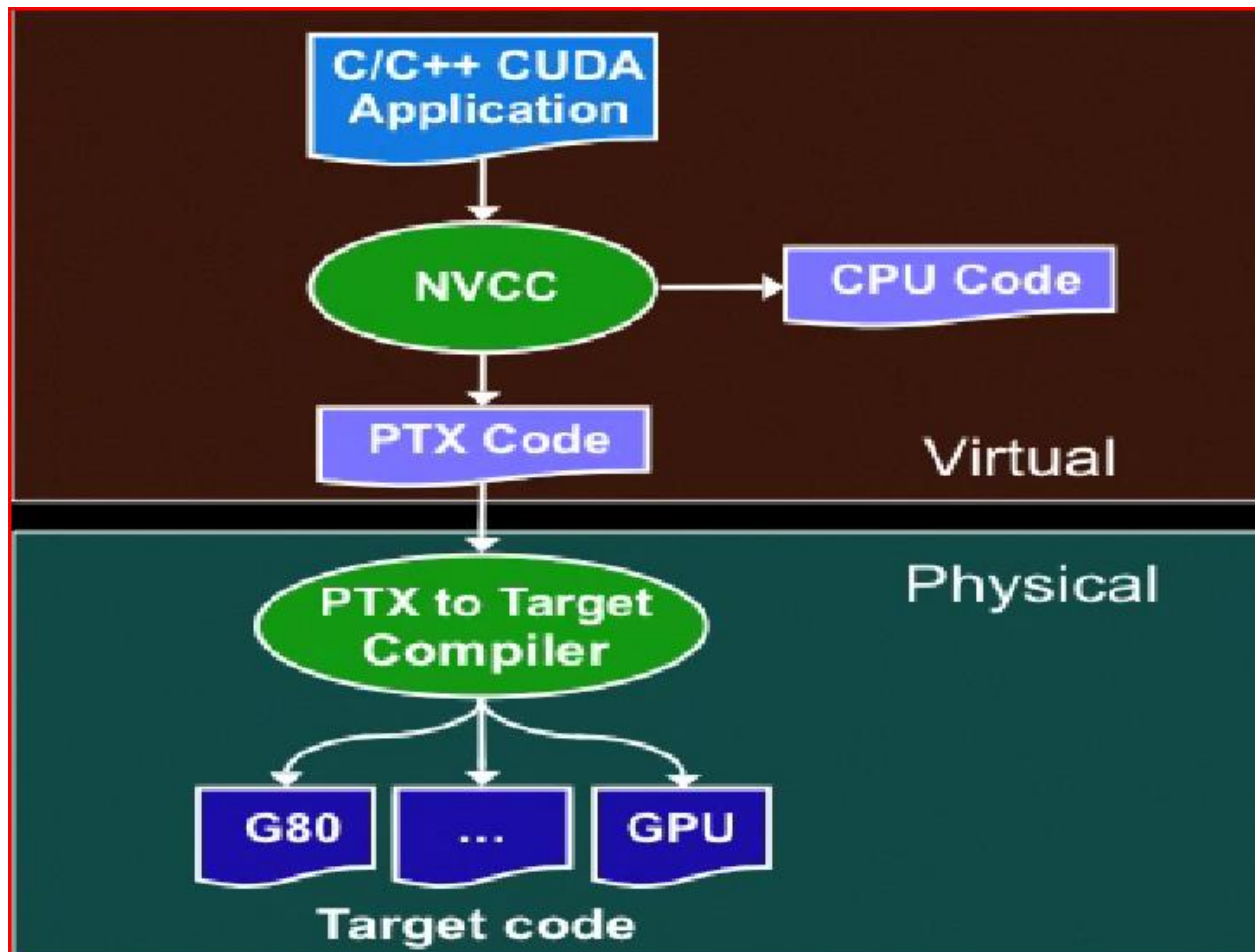 C/C++ CUDA
Application
NVCC
CPU Code
PTX Code
Virtual
Physical
PTX to Target
Compiler
G80
...
GPU
Target code